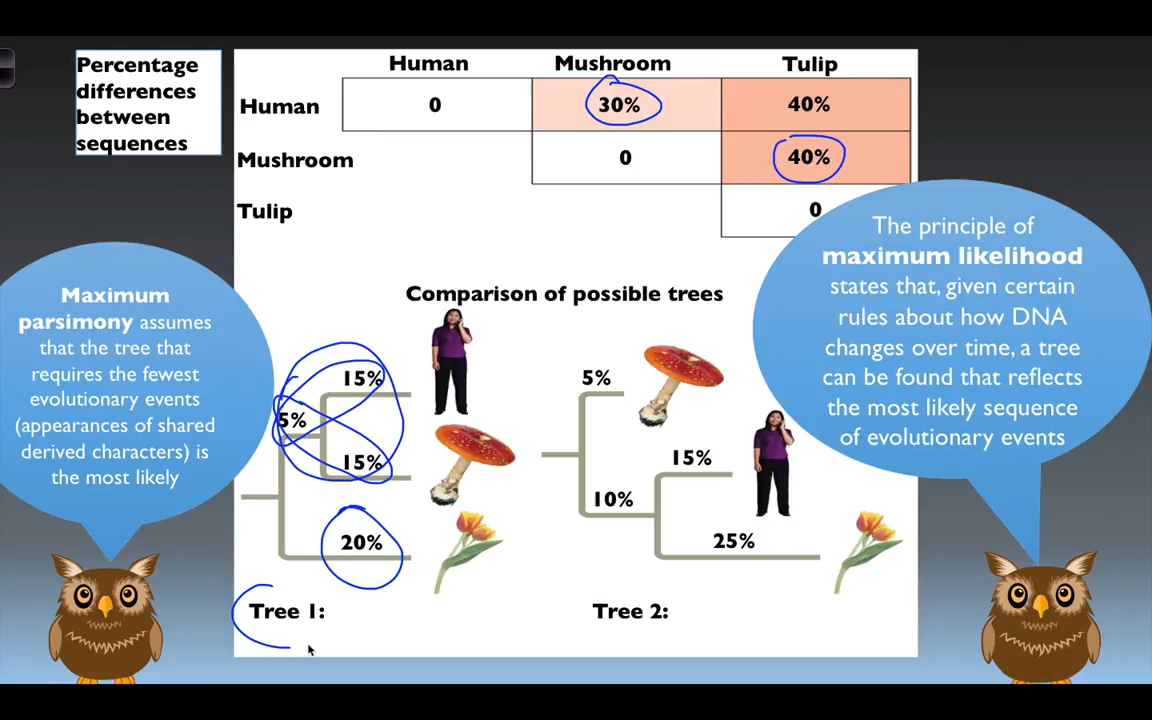 Percentage
differences
between
sequences
Human Mushroom Tulip
Human 0 30% 40%
Mushroom 0 40%
Tulip 0
Maximum
parsimony assumes
that the tree that
requires the fewest
evolutionary events
(appearances of shared
derived characters) is
the most likely
The principle of
maximum likelihood
states that, given certain
rules about how DNA
changes over time, a tree
can be found that reflects
the most likely sequence
of evolutionary events
Comparison of possible trees
15%
5%
15%
20%
Tree 1:
5%
15%
10%
25%
Tree 2: